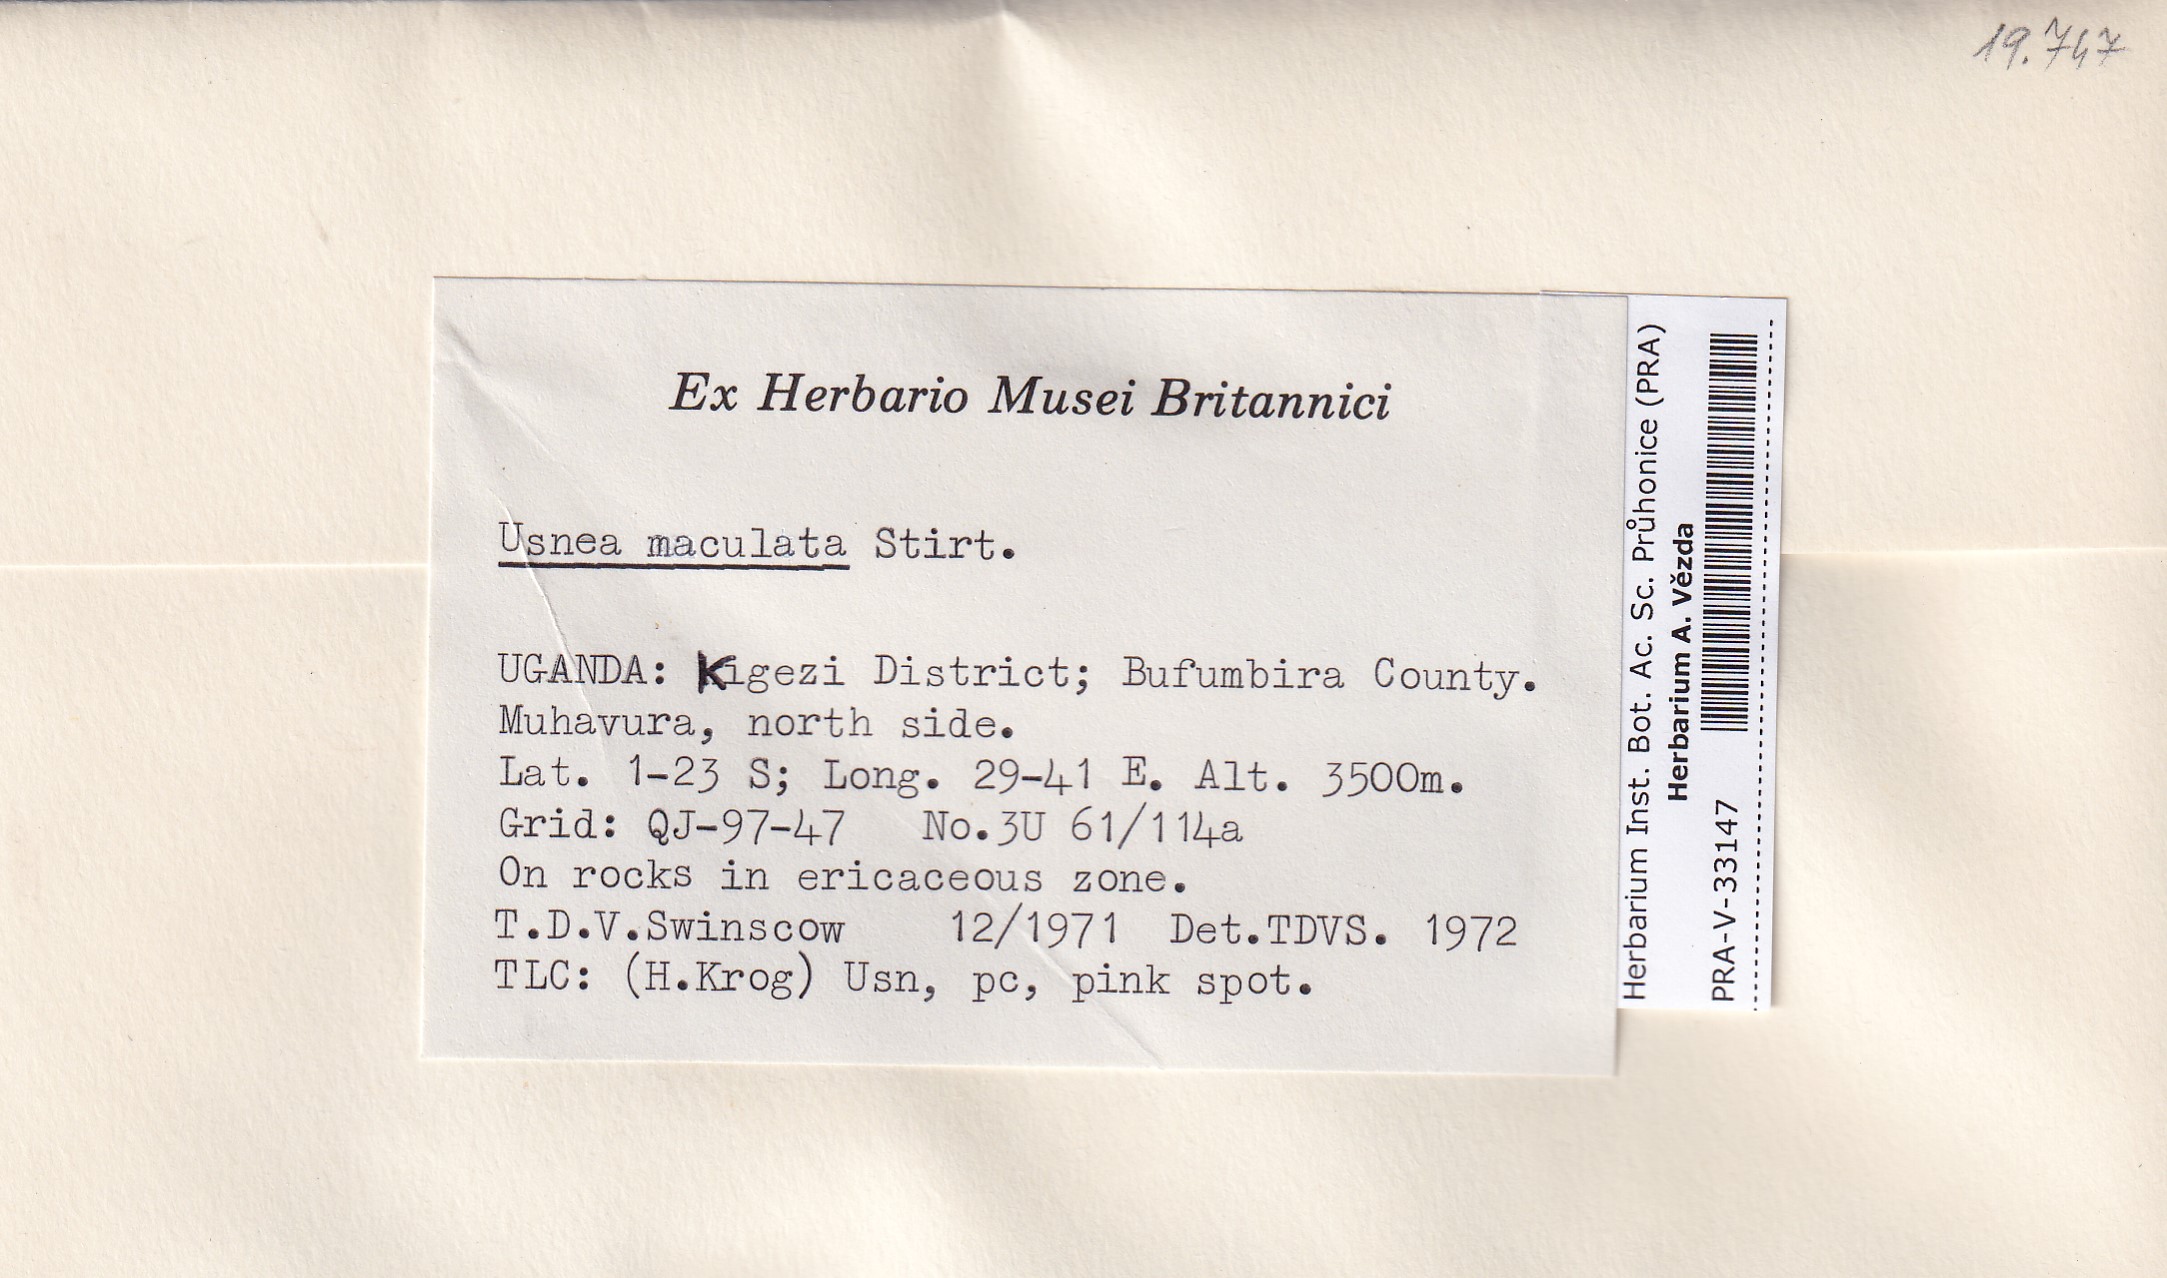 19.747
Ex Herbario Musei Britannici
Usnea maculata Stirt.
UGANDA: Kigezi District; Bufumbira County.
Muhavura, north side.
Lat. 1-23 S; Long. 29-41 E. Alt. 3500m.
Grid: QJ-97-47 No.3U 61/114a
On rocks in ericaceous zone.
T.D.V.Swinscow 12/1971 Det.TDVS. 1972
TLC: (H.Krog) Usn, pc, pink spot.
Herbarium Inst. Bot. Ac. Sc. Průhonice (PRA)
Herbarium A. Vězda
PRA-V-33147